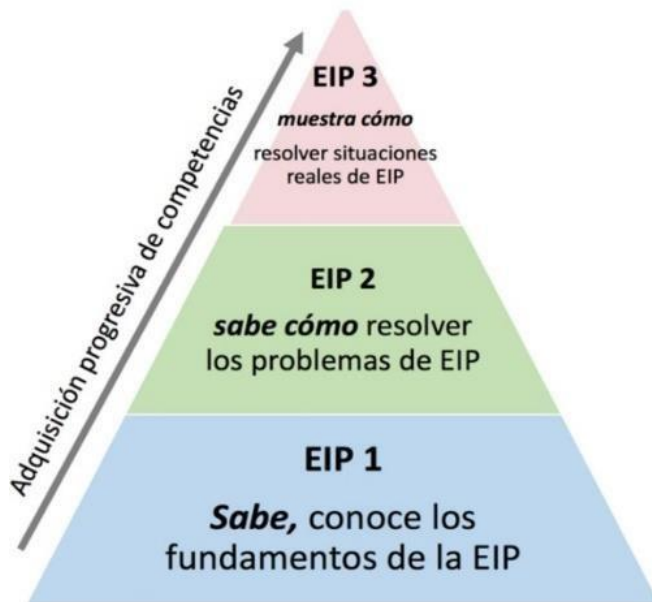 Adquisición progresiva de competencias
EIP 3
muestra cómo
resolver situaciones
reales de EIP
EIP 2
sabe cómo resolver
los problemas de EIP
EIP 1
Sabe, conoce los
fundamentos de la EIP